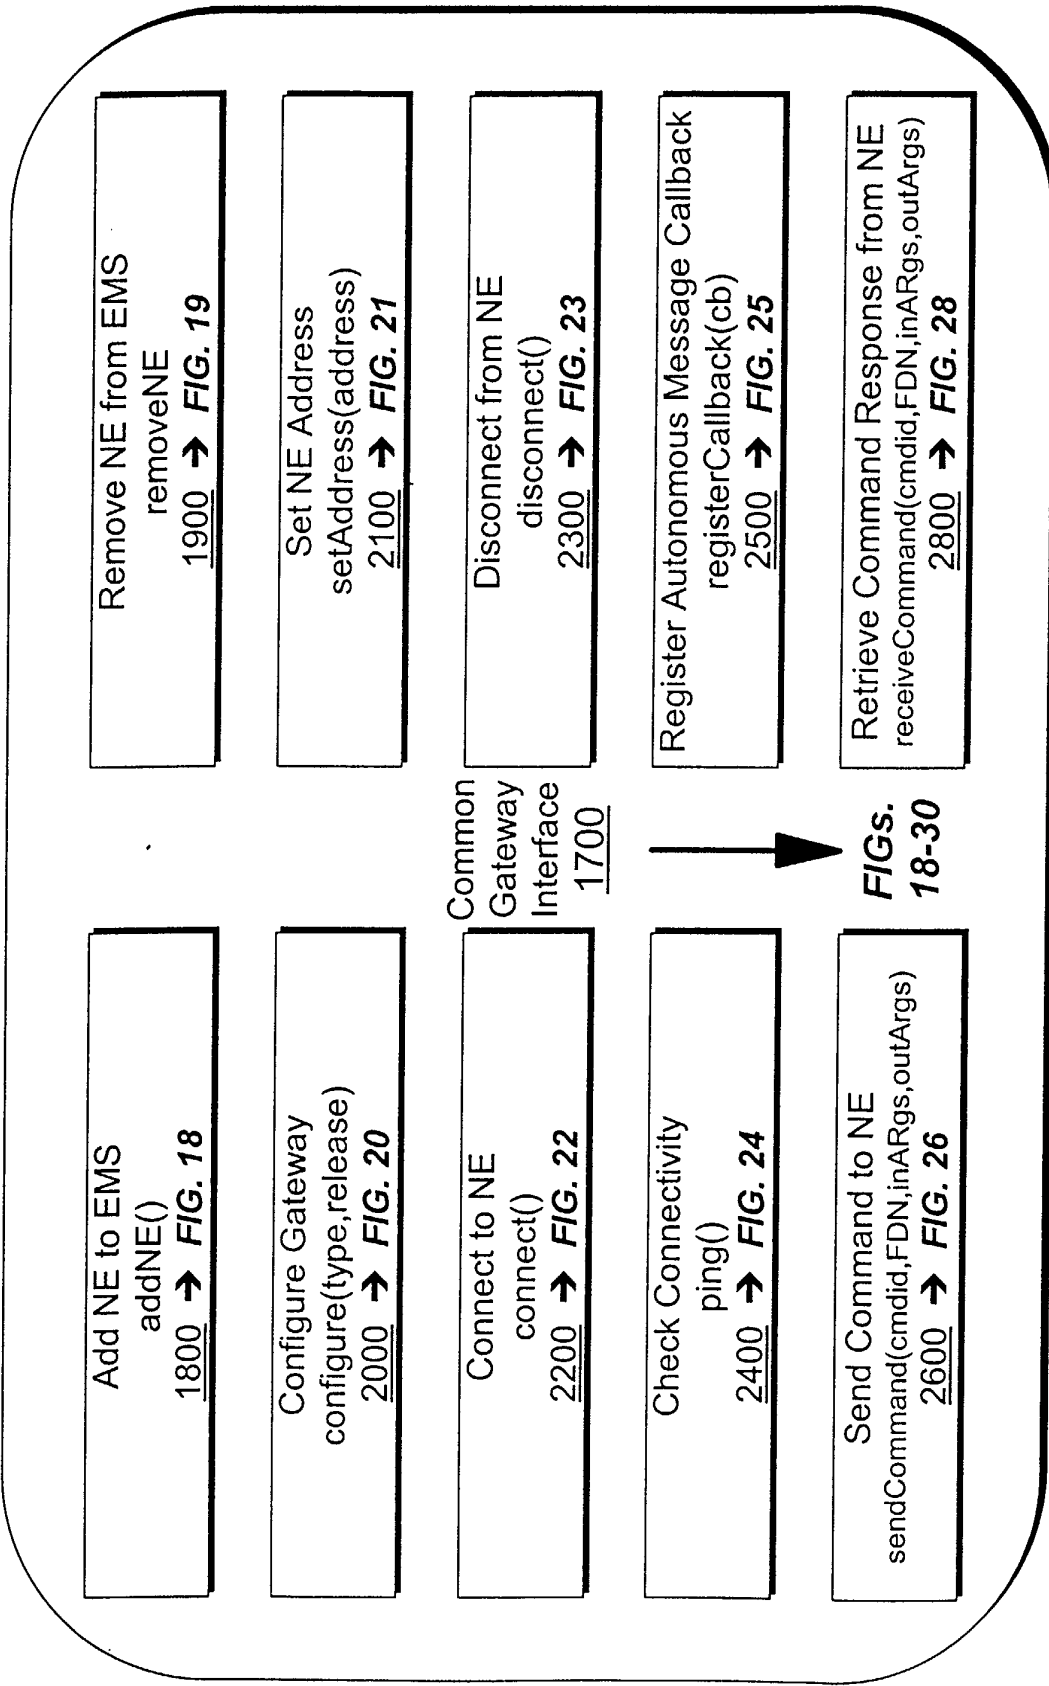 Add NE to EMS
addNE()
1800 ➔ FIG. 18
Remove NE from EMS
removeNE
1900 ➔ FIG. 19
Configure Gateway
configure(type,release)
2000 ➔ FIG. 20
Set NE Address
setAddress(address)
2100 ➔ FIG. 21
Common
Gateway
Interface
1700
Connect to NE
connect()
2200 ➔ FIG. 22
Disconnect from NE
disconnect()
2300 ➔ FIG. 23
Check Connectivity
ping()
2400 ➔ FIG. 24
Register Autonomous Message Callback
registerCallback(cb)
2500 ➔ FIG. 25
FIGs.
18-30
Send Command to NE
sendCommand(cmdid,FDN,inARgs,outArgs)
2600 ➔ FIG. 26
Retrieve Command Response from NE
receiveCommand(cmdid,FDN,inARgs,outArgs)
2800 ➔ FIG. 28